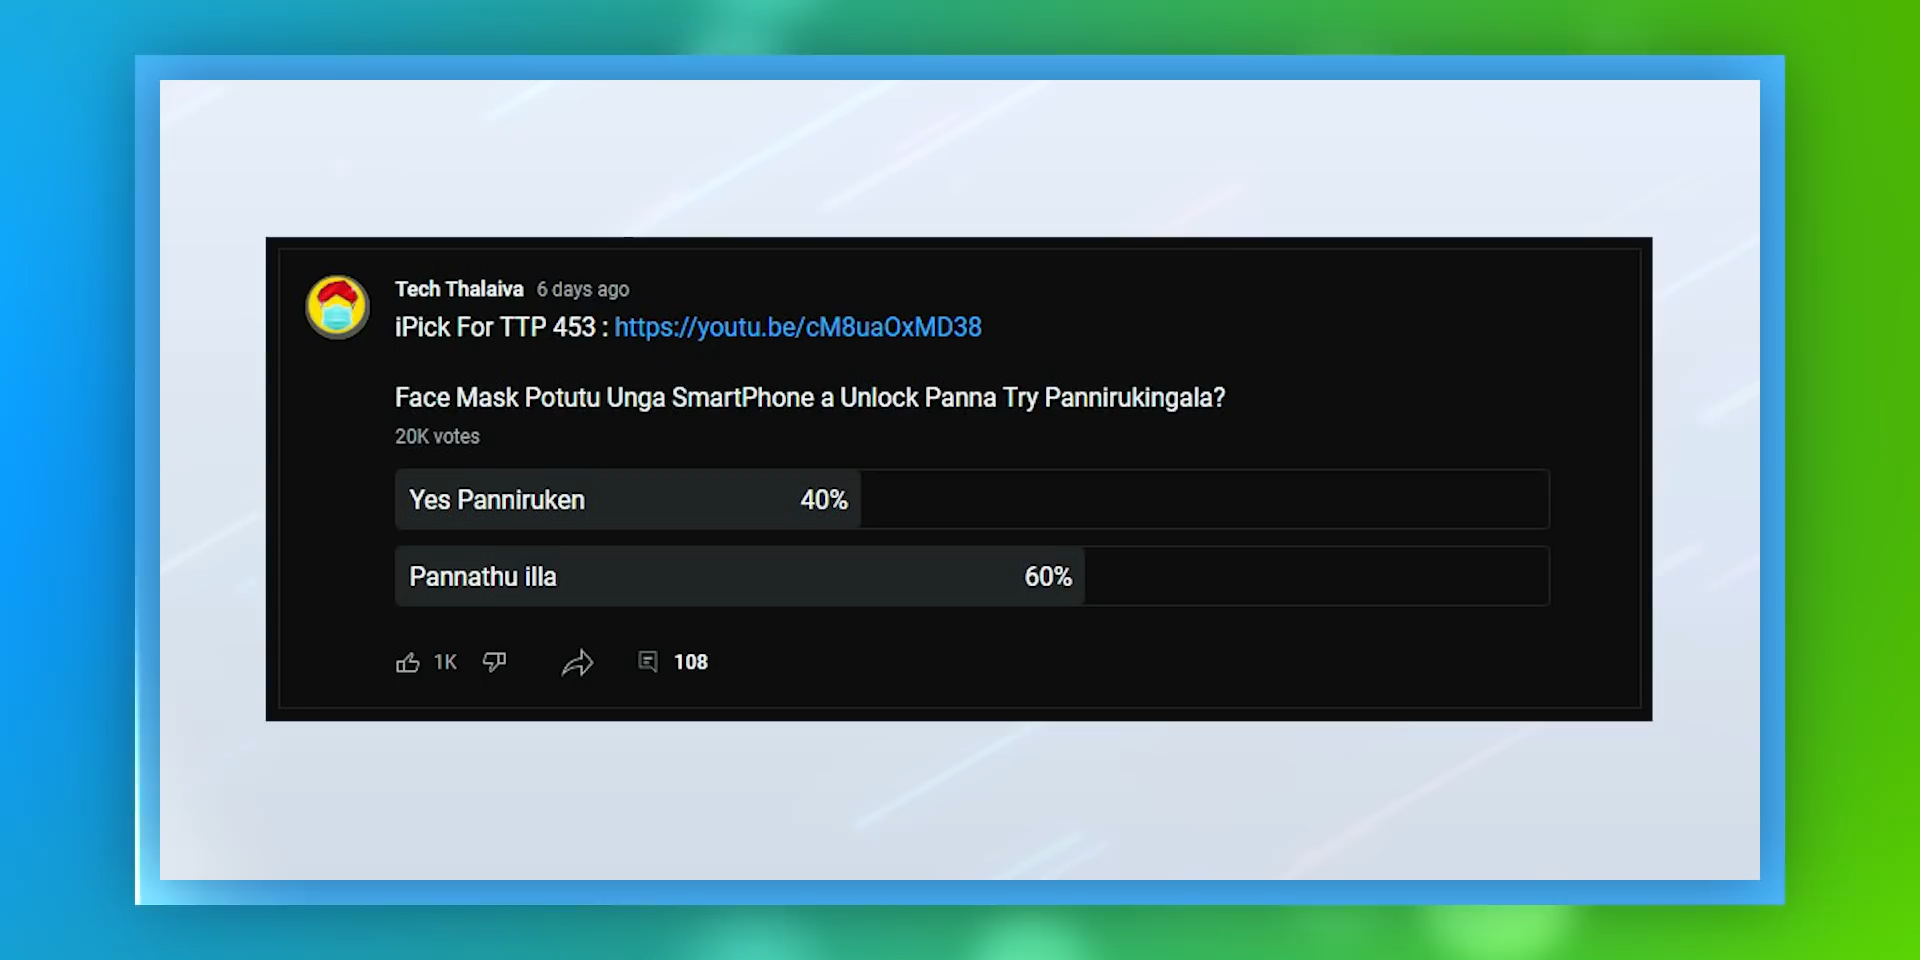 Tech Thalaiva 6 days ago
iPick For TTP 453 : https://youtu.be/cM8uaOxMD38
Face Mask Potutu Unga SmartPhone a Unlock Panna Try Pannirukingala?
20K votes
Yes Panniruken 40%
Pannathu illa 60%
1K 108